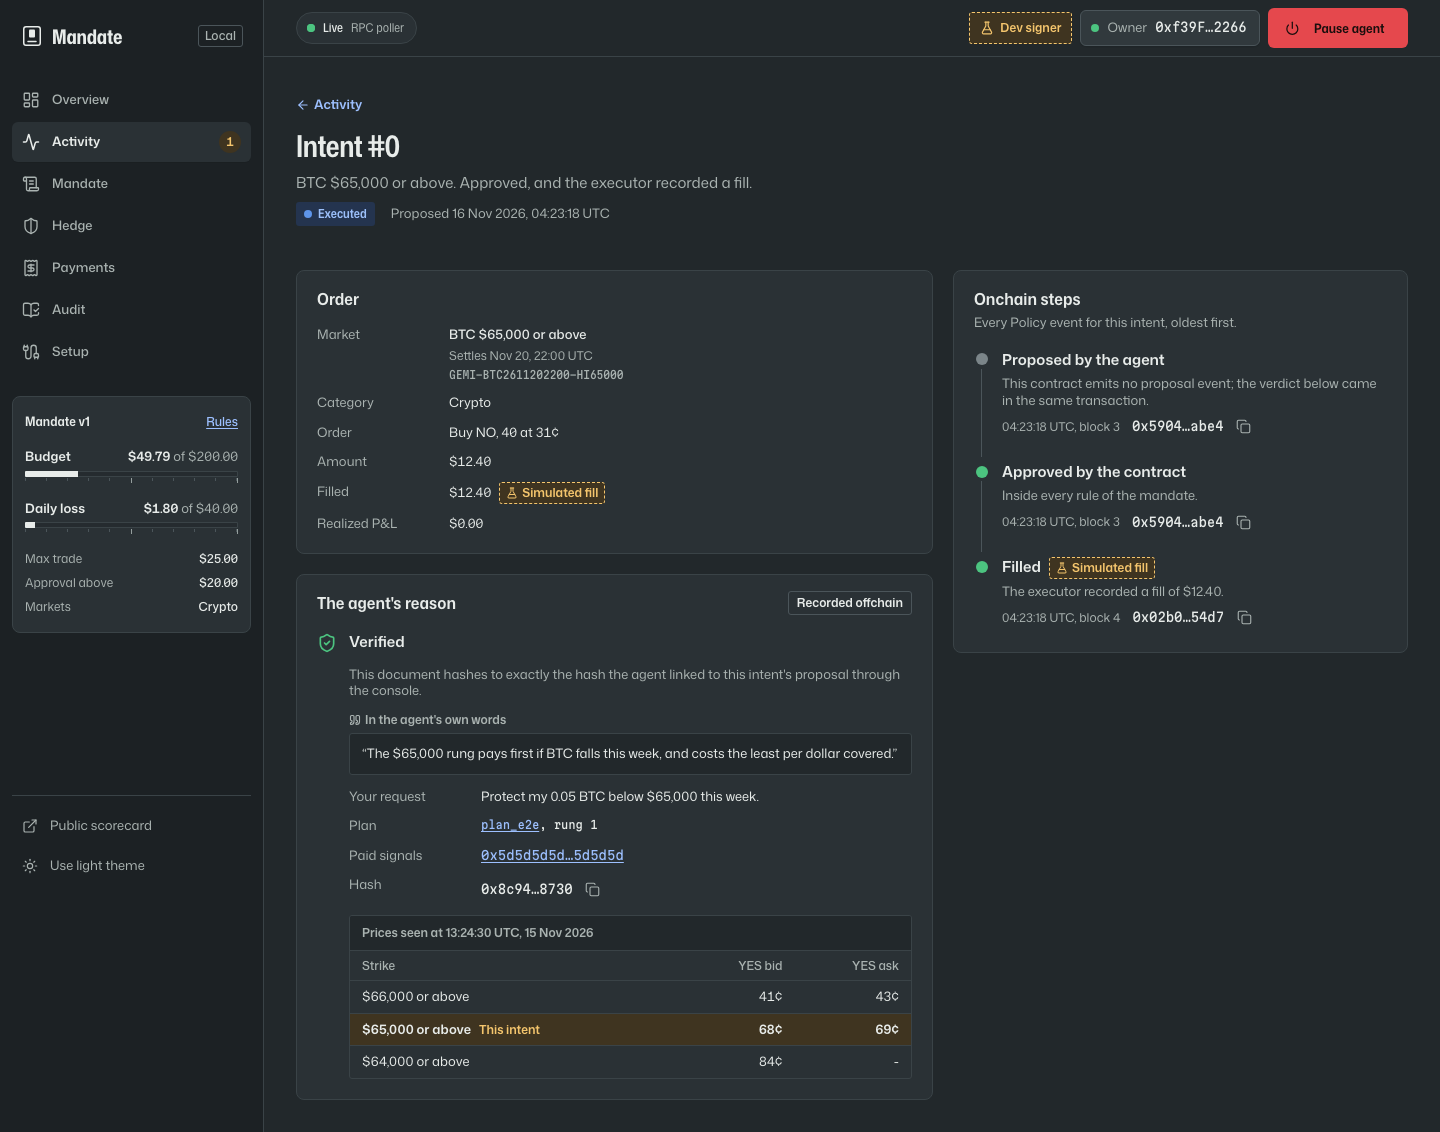 Mandate
Local
Overview
Activity
1
Mandate
Hedge
Payments
Audit
Setup
Mandate v1
Rules
Budget
$49.79 of $200.00
Daily loss
$1.80 of $40.00
Max trade
$25.00
Approval above
$20.00
Markets
Crypto
Public scorecard
Use light theme
Live RPC poller
Dev signer
Owner 0xf39F…2266
Pause agent
← Activity
Intent #0
BTC $65,000 or above. Approved, and the executor recorded a fill.
Executed
Proposed 16 Nov 2026, 04:23:18 UTC
Order
Market
BTC $65,000 or above
Settles Nov 20, 22:00 UTC
GEMI-BTC2611202200-HI65000
Category
Crypto
Order
Buy NO, 40 at 31¢
Amount
$12.40
Filled
$12.40
Simulated fill
Realized P&L
$0.00
The agent's reason
Recorded offchain
Verified
This document hashes to exactly the hash the agent linked to this intent's proposal through
the console.
In the agent's own words
“The $65,000 rung pays first if BTC falls this week, and costs the least per dollar covered.”
Your request
Protect my 0.05 BTC below $65,000 this week.
Plan
plan_e2e, rung 1
Paid signals
0x5d5d5d5d…5d5d5d
Hash
0x8c94…8730
Prices seen at 13:24:30 UTC, 15 Nov 2026
Strike
YES bid
YES ask
$66,000 or above
41¢
43¢
$65,000 or above This intent
68¢
69¢
$64,000 or above
84¢
-
Onchain steps
Every Policy event for this intent, oldest first.
Proposed by the agent
This contract emits no proposal event; the verdict below came
in the same transaction.
04:23:18 UTC, block 3 0x5904…abe4
Approved by the contract
Inside every rule of the mandate.
04:23:18 UTC, block 3 0x5904…abe4
Filled
Simulated fill
The executor recorded a fill of $12.40.
04:23:18 UTC, block 4 0x02b0…54d7